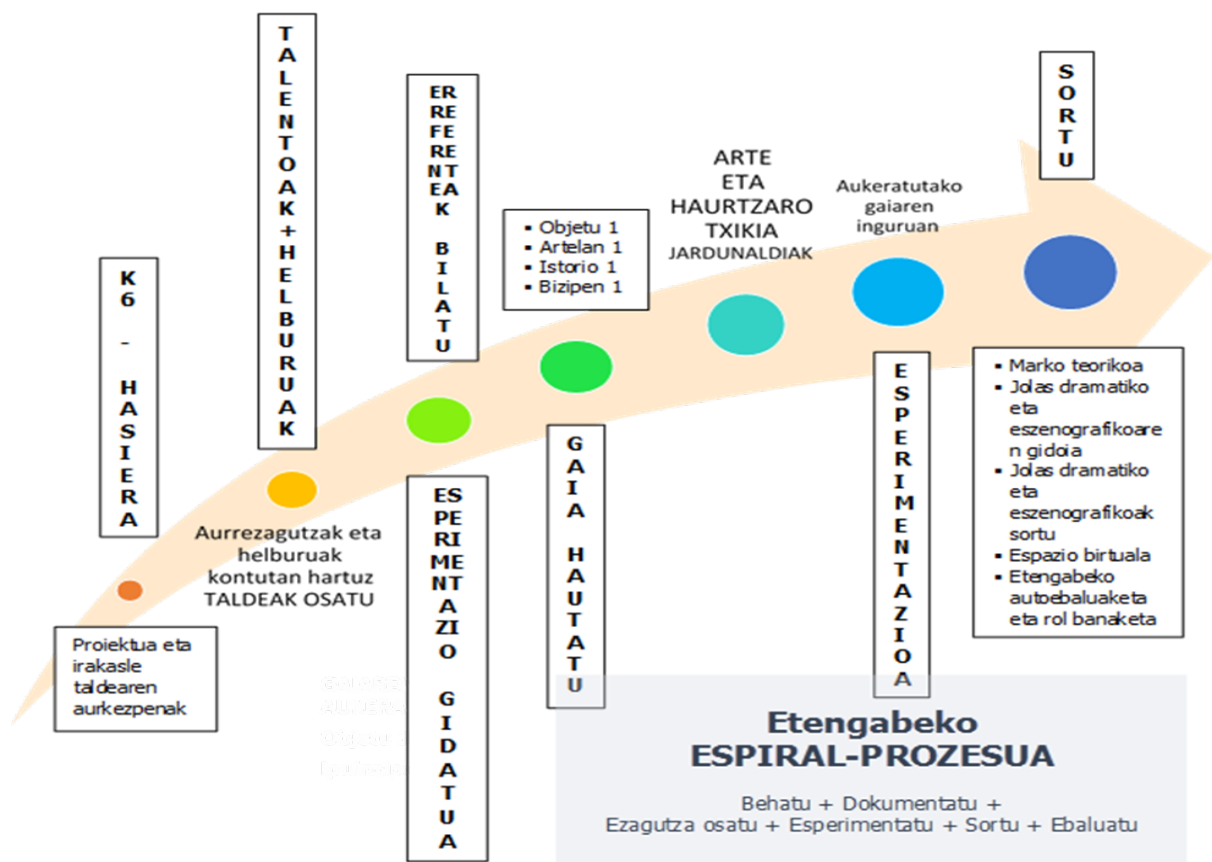 K6 - HASIERA
Proiektua eta
irakasle
taldearen
aurkezpenak
TALENTOAK+HELBURUAK
Aurrezagutzak eta
helburuak
kontutan hartuz
TALDEAK OSATU
ERREFERENTEAK BILATU
ESPERIMENTAZIO GIDATUA
▪ Objetu 1
▪ Artelan 1
▪ Istorio 1
▪ Bizipen 1
GAIA HAUTATU
ARTE
ETA
HAURTZARO
TXIKIA
JARDUNALDIAK
Aukeratutako
gaiaren
inguruan
ESPERIMENTAZIOA
SORTU
▪ Marko teorikoa
▪ Jolas dramatiko
eta
eszenografikoare
n gidoia
▪ Jolas dramatiko
eta
eszenografikoak
sortu
▪ Espazio birtuala
▪ Etengabeko
autoebaluaketa
eta rol banaketa
Etengabeko
ESPIRAL-PROZESUA
Behatu + Dokumentatu +
Ezagutza osatu + Esperimentatu + Sortu + Ebaluatu